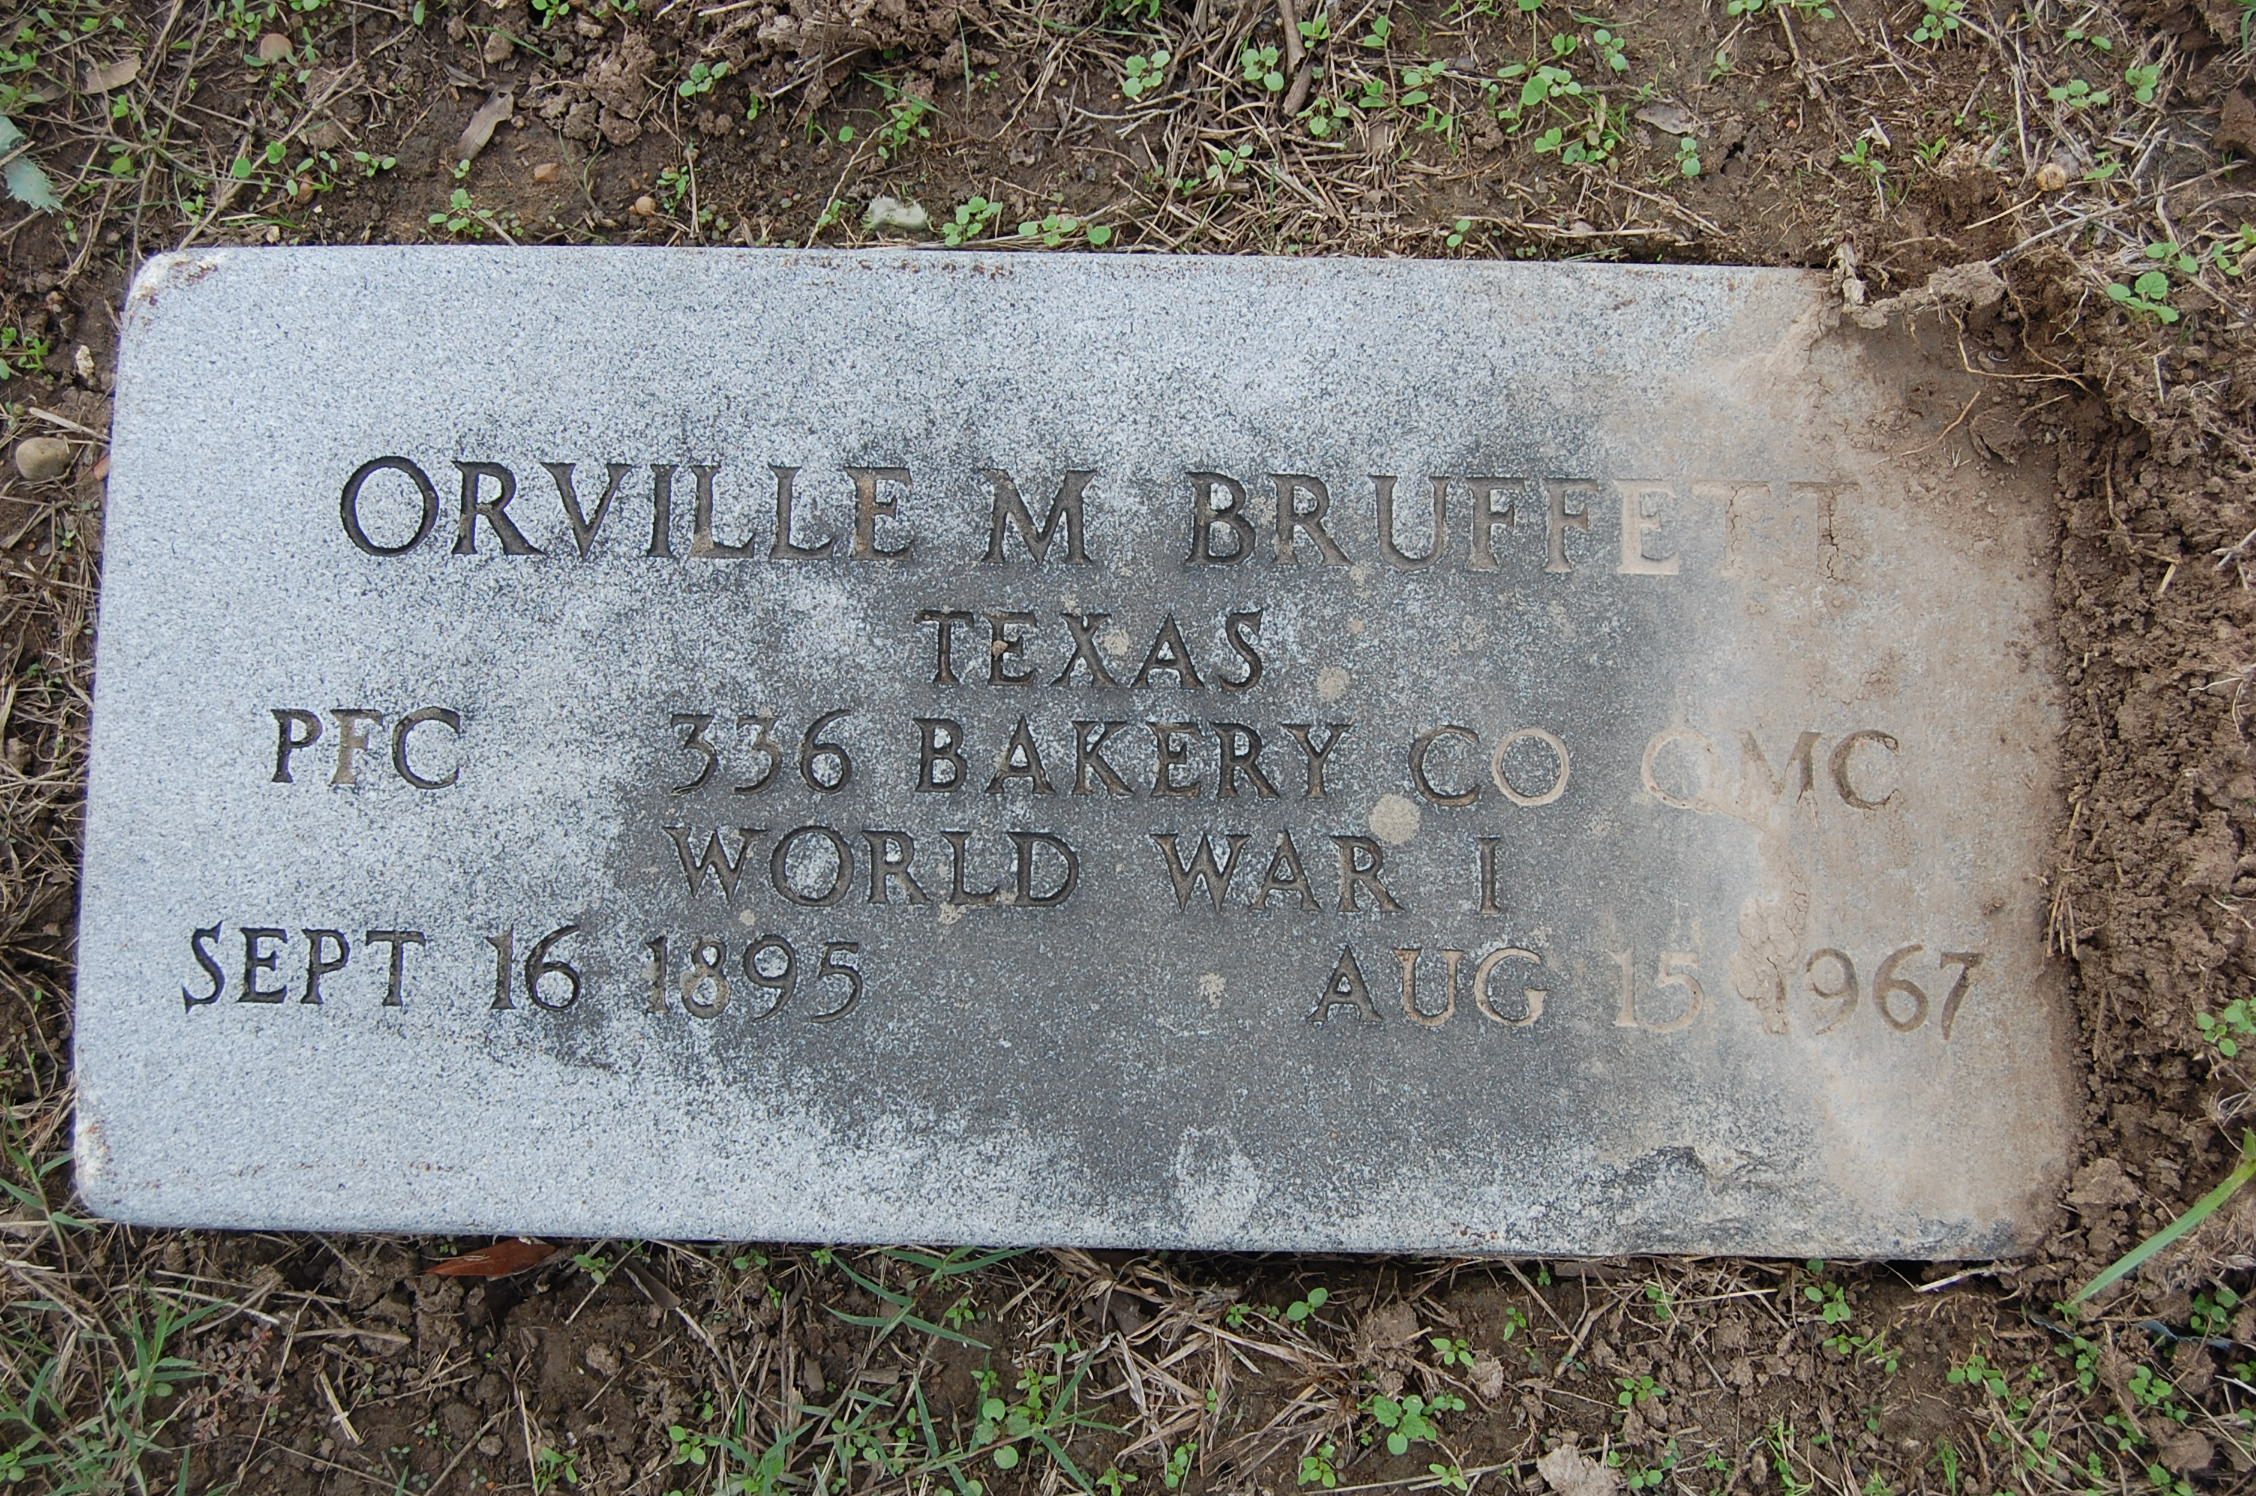 ORVILLE M BRUFFETT
TEXAS
PFC 336 BAKERY CO QMC
WORLD WAR I
SEPT 16 1895 AUG 15 1967